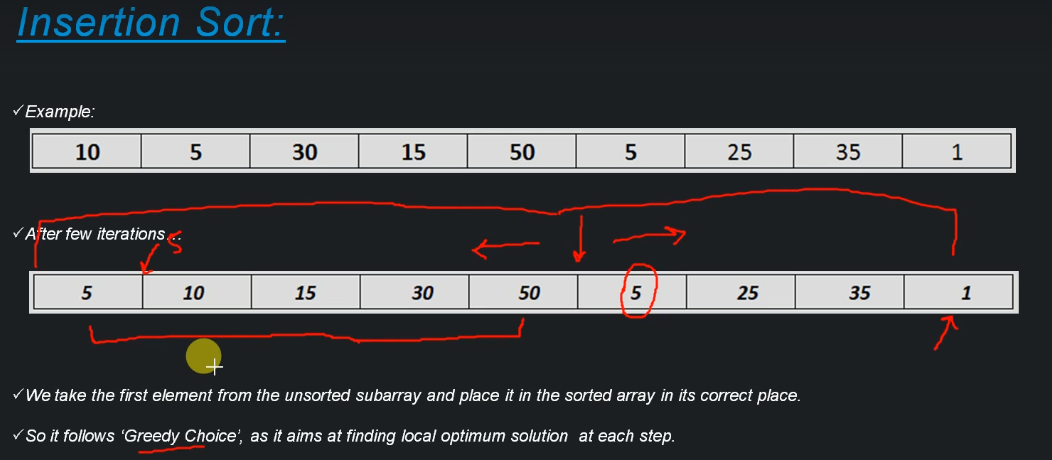 Insertion Sort:
✓Example:
10 5 30 15 50 5 25 35 1
✓After few iterations...
5
5 10 15 30 50 5 25 35 1
✓We take the first element from the unsorted subarray and place it in the sorted array in its correct place.
✓So it follows ‘Greedy Choice’, as it aims at finding local optimum solution at each step.